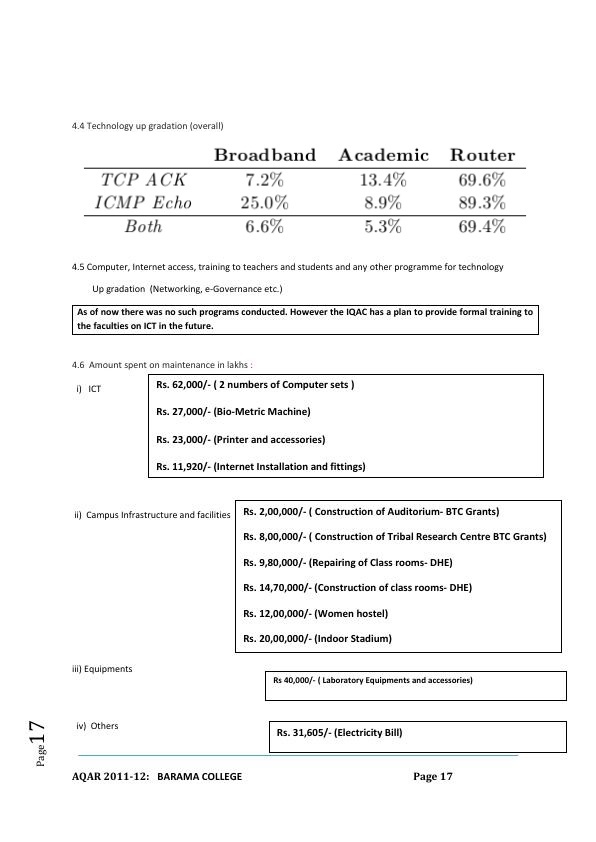 4.4 Technology up gradation (overall)
Broadband Academic Router
TCP ACK 7.2% 13.4% 69.6%
ICMP Echo 25.0% 8.9% 89.3%
Both 6.6% 5.3% 69.4%
4.5 Computer, Internet access, training to teachers and students and any other programme for technology
Up gradation (Networking, e-Governance etc.)
As of now there was no such programs conducted. However the IQAC has a plan to provide formal training to
the faculties on ICT in the future.
4.6 Amount spent on maintenance in lakhs :
i) ICT
Rs. 62,000/- ( 2 numbers of Computer sets )
Rs. 27,000/- (Bio-Metric Machine)
Rs. 23,000/- (Printer and accessories)
Rs. 11,920/- (Internet Installation and fittings)
ii) Campus Infrastructure and facilities
Rs. 2,00,000/- ( Construction of Auditorium- BTC Grants)
Rs. 8,00,000/- ( Construction of Tribal Research Centre BTC Grants)
Rs. 9,80,000/- (Repairing of Class rooms- DHE)
Rs. 14,70,000/- (Construction of class rooms- DHE)
Rs. 12,00,000/- (Women hostel)
Rs. 20,00,000/- (Indoor Stadium)
iii) Equipments
Rs 40,000/- ( Laboratory Equipments and accessories)
iv) Others
Rs. 31,605/- (Electricity Bill)
Page17
AQAR 2011-12: BARAMA COLLEGE Page 17